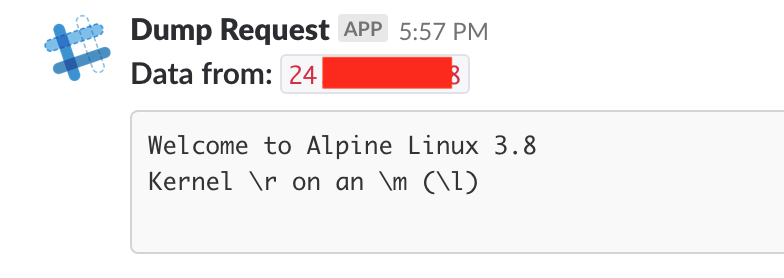 Dump Request APP 5:57 PM
Data from: 24 8
Welcome to Alpine Linux 3.8
Kernel \r on an \m (\l)